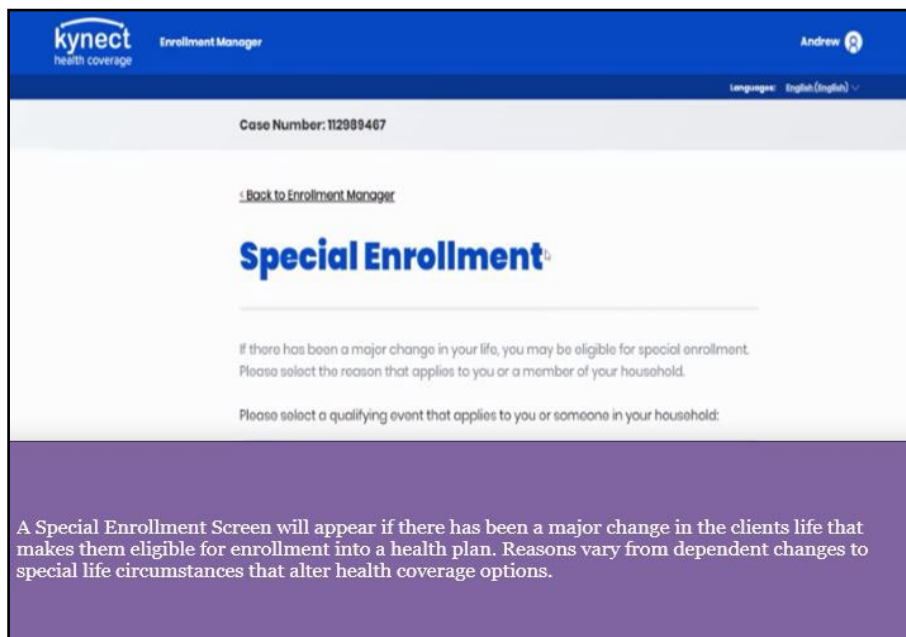 kynect
health coverage
Enrollment Manager
Andrew
Languages: English (English)
Case Number: 112989467
< Back to Enrollment Manager
Special Enrollment
If there has been a major change in your life, you may be eligible for special enrollment.
Please select the reason that applies to you or a member of your household.
Please select a qualifying event that applies to you or someone in your household:
A Special Enrollment Screen will appear if there has been a major change in the clients life that
makes them eligible for enrollment into a health plan. Reasons vary from dependent changes to
special life circumstances that alter health coverage options.